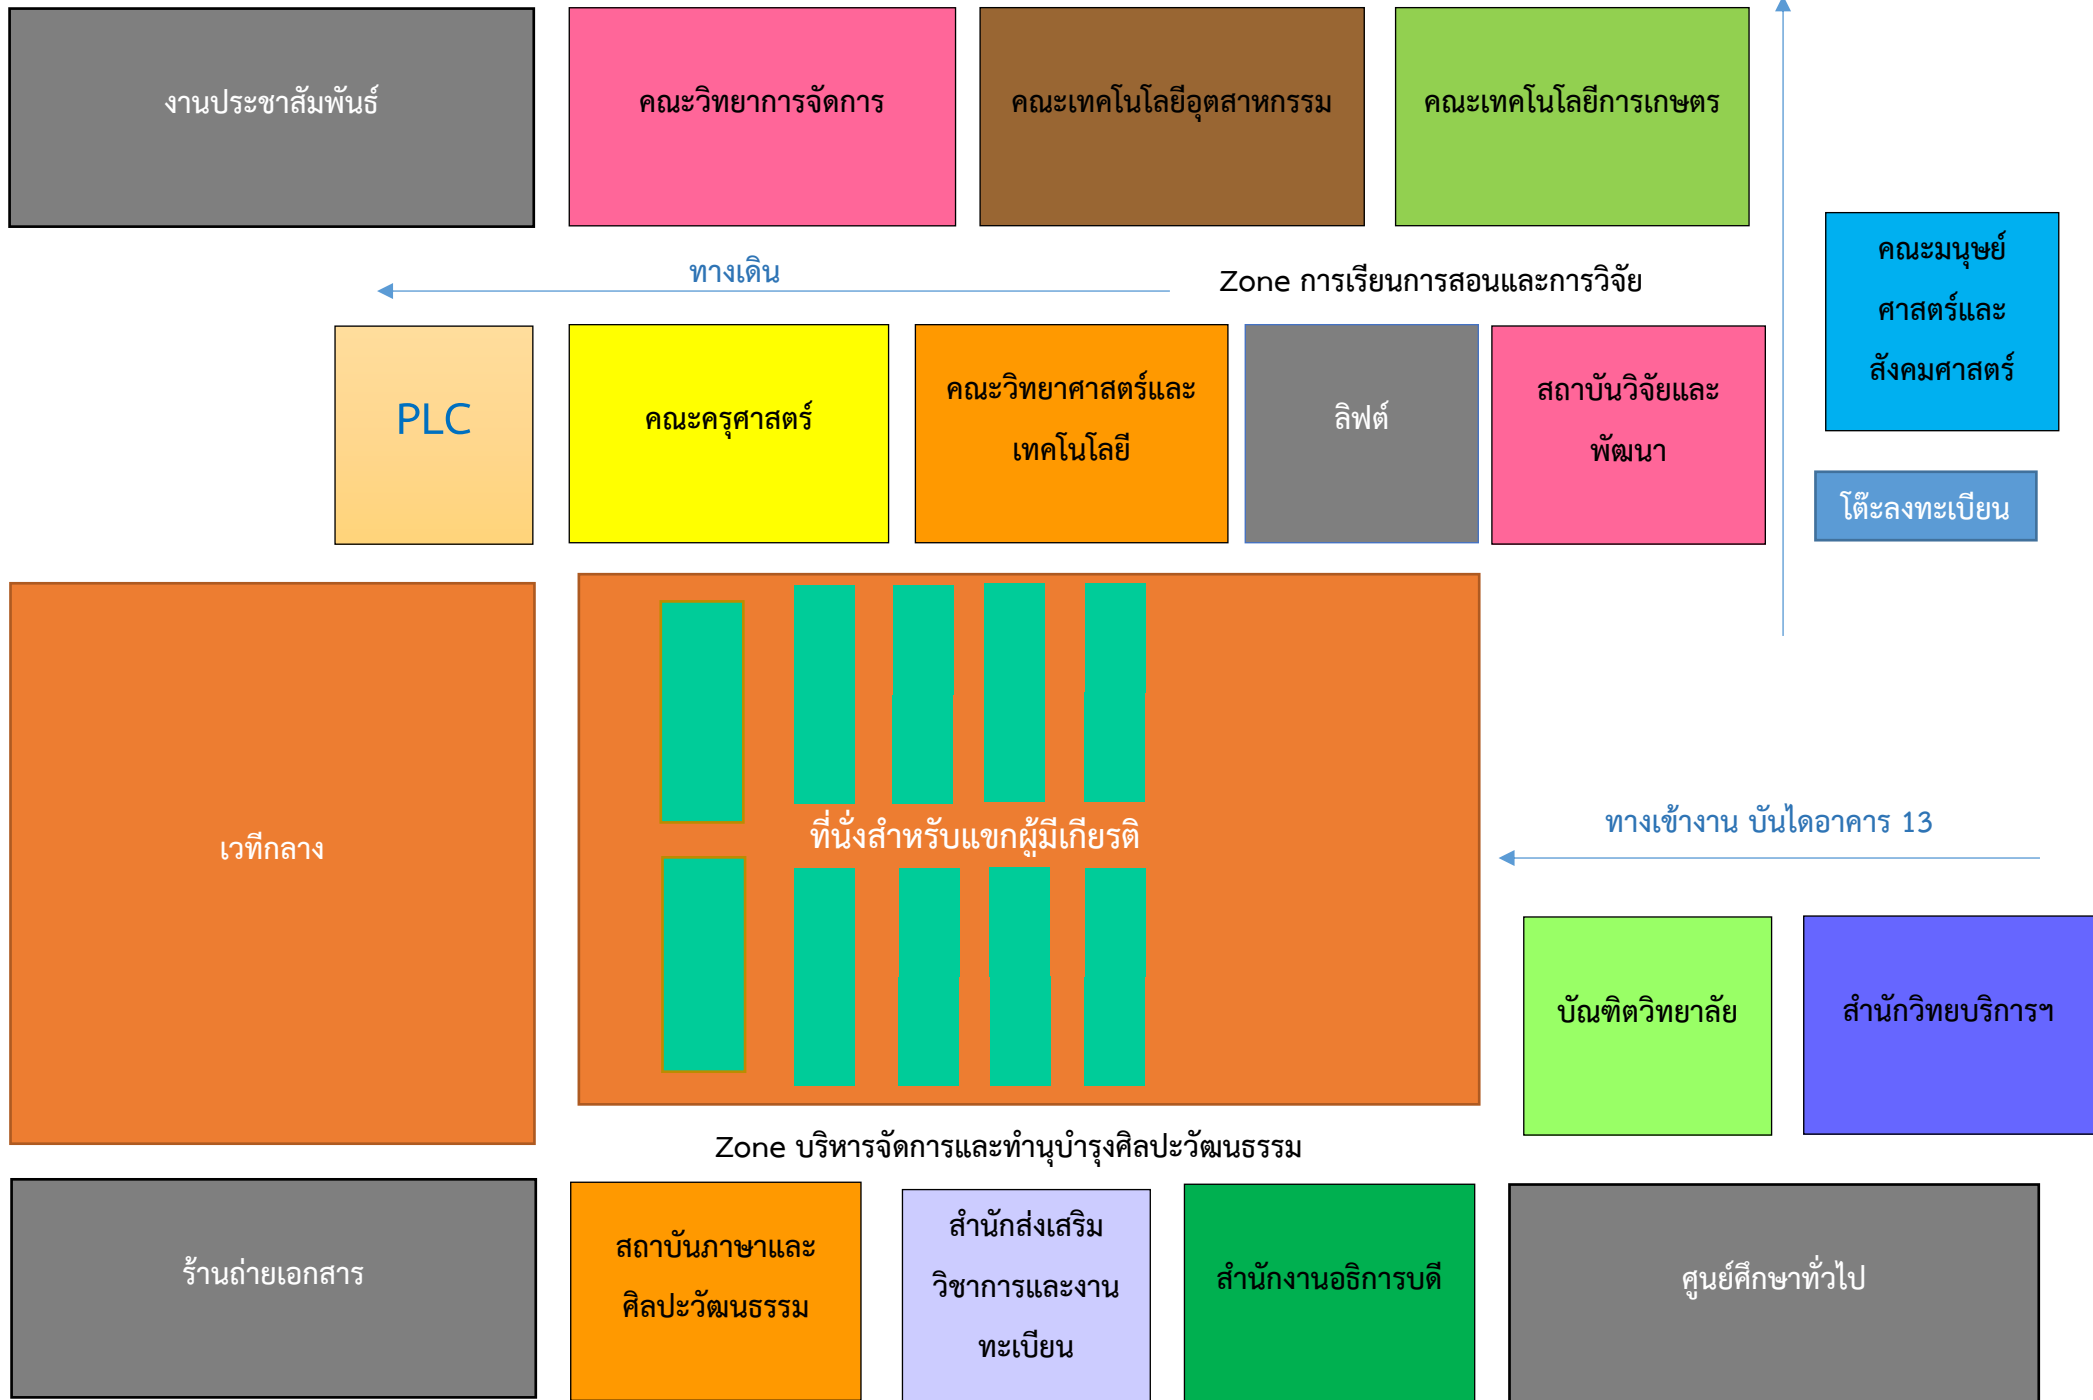 งานประชาสัมพันธ์
คณะวิทยาการจัดการ
คณะเทคโนโลยีอุตสาหกรรม
คณะเทคโนโลยีการเกษตร
คณะมนุษย์
ศาสตร์และ
สังคมศาสตร์
ทางเดิน
Zone การเรียนการสอนและการวิจัย
PLC
คณะครุศาสตร์
คณะวิทยาศาสตร์และ
เทคโนโลยี
ลิฟต์
สถาบันวิจัยและ
พัฒนา
โต๊ะลงทะเบียน
เวทีกลาง
ที่นั่งสำหรับแขกผู้มีเกียรติ
ทางเข้างาน บันไดอาคาร 13
บัณฑิตวิทยาลัย
สำนักวิทยบริการฯ
Zone บริหารจัดการและทำนุบำรุงศิลปะวัฒนธรรม
ร้านถ่ายเอกสาร
สถาบันภาษาและ
ศิลปะวัฒนธรรม
สำนักส่งเสริม
วิชาการและงาน
ทะเบียน
สำนักงานอธิการบดี
ศูนย์ศึกษาทั่วไป